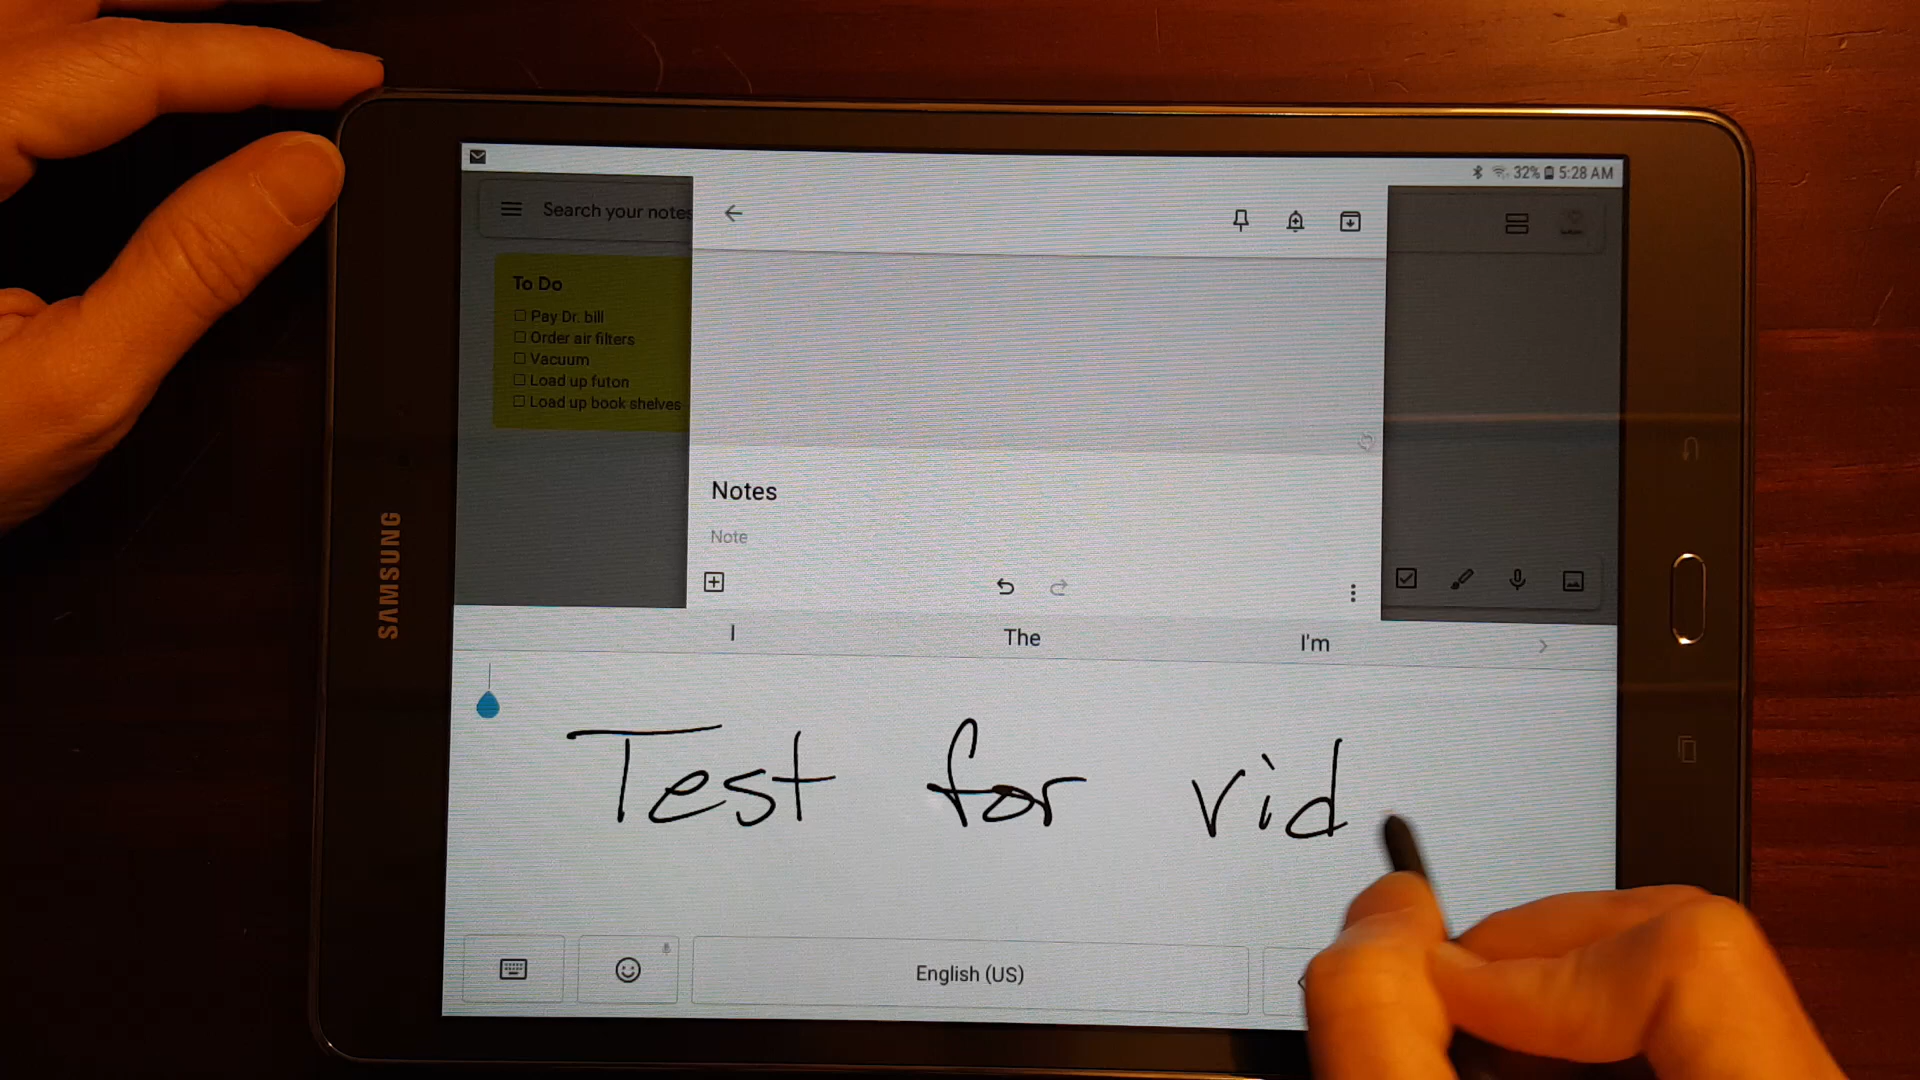 32% 5:28 AM
Search your notes
To Do
Pay Dr. bill
Order air filters
Vacuum
Load up futon
Load up book shelves
Notes
Note
I The I'm
Test for vid
English (US)
SAMSUNG